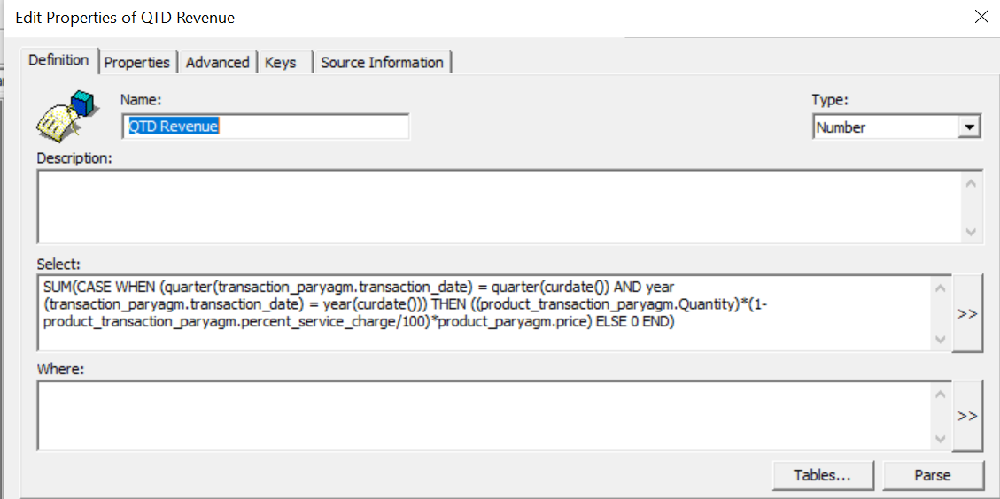 Edit Properties of QTD Revenue
Definition Properties Advanced Keys Source Information
Name: Type:
QTD Revenue Number
Description:
Select:
SUM(CASE WHEN (quarter(transaction_paryagm.transaction_date) = quarter(curdate()) AND year
(transaction_paryagm.transaction_date) = year(curdate())) THEN ((product_transaction_paryagm.Quantity)*(1-
product_transaction_paryagm.percent_service_charge/100)*product_paryagm.price) ELSE 0 END)
>>
Where:
>>
Tables... Parse